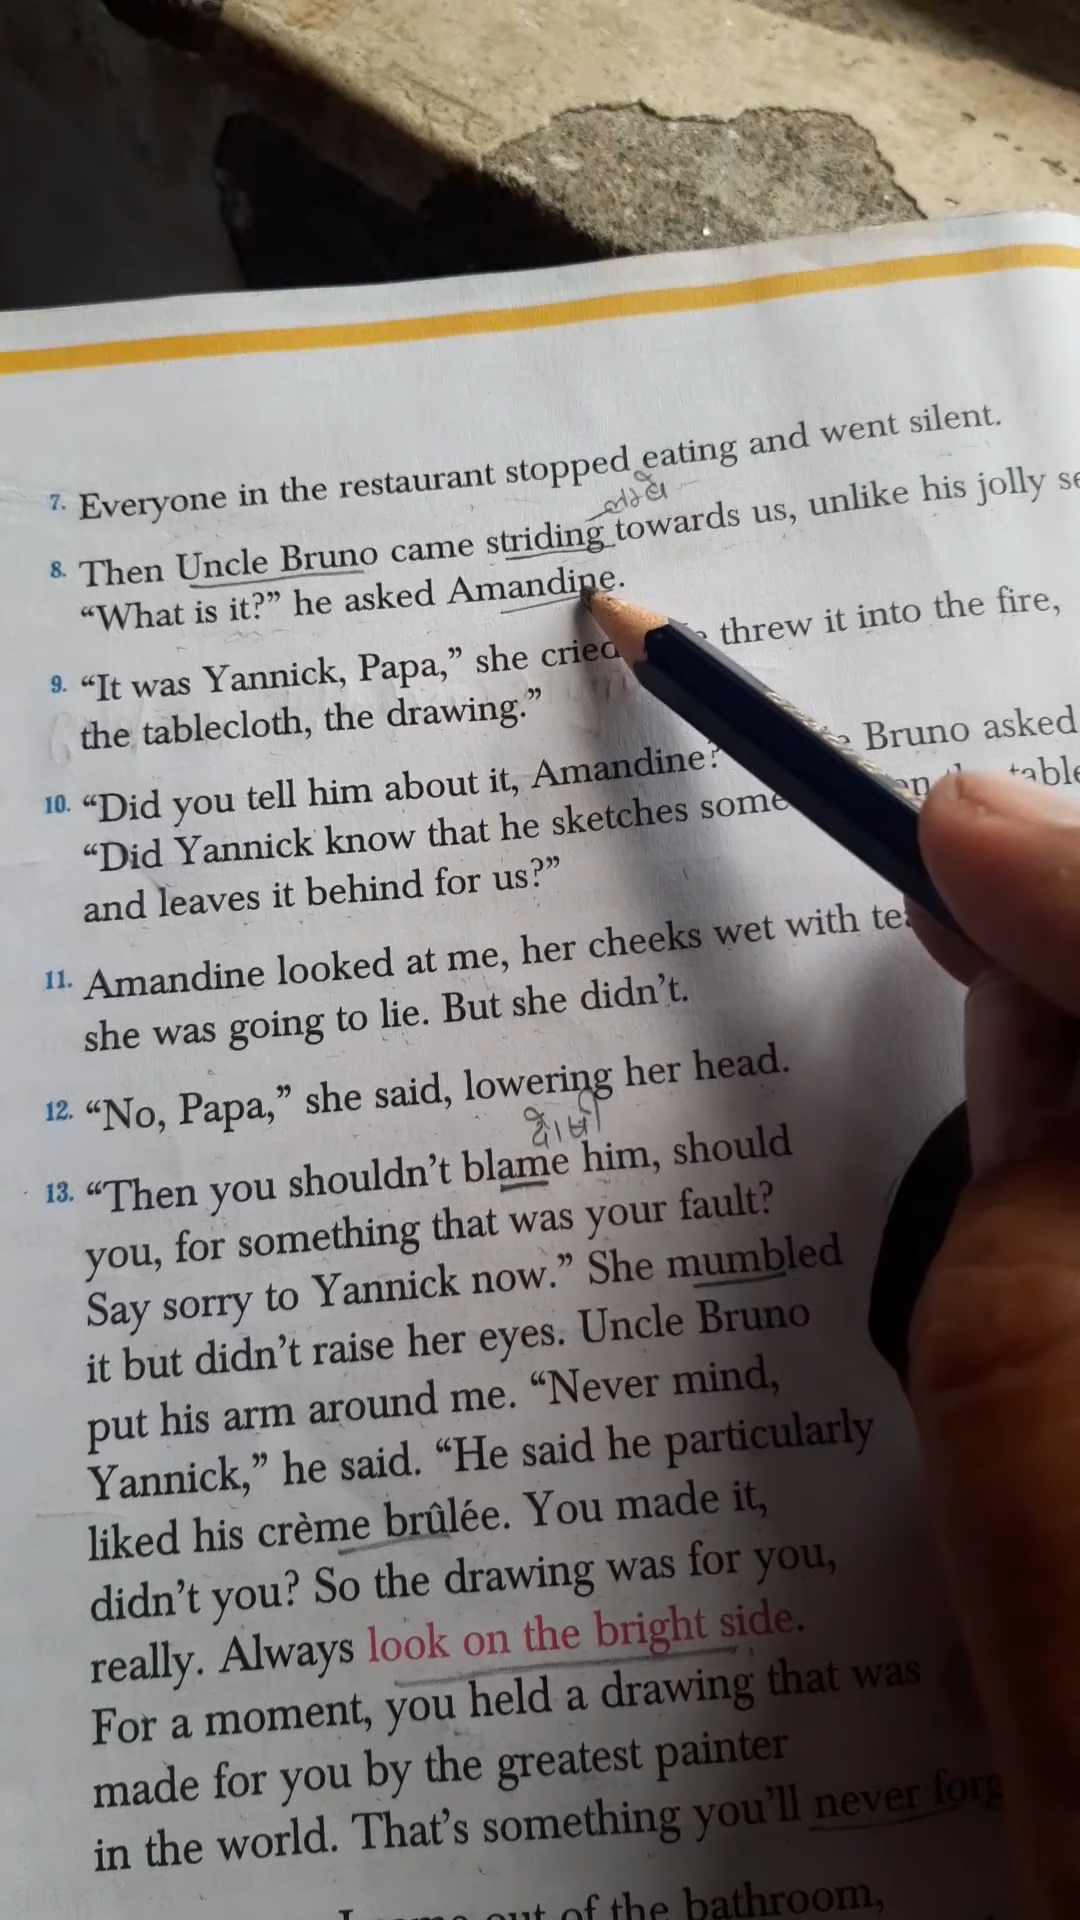 7. Everyone in the restaurant stopped eating and went silent.
8. Then Uncle Bruno came striding towards us, unlike his jolly
“What is it?” he asked Amandine.
9. “It was Yannick, Papa,” she cried threw it into the fire,
the tablecloth, the drawing.”
10. “Did you tell him about it, Amandine? Bruno asked
“Did Yannick know that he sketches
and leaves it behind for us?”
11. Amandine looked at me, her cheeks wet with
she was going to lie. But she didn’t.
12. “No, Papa,” she said, lowering her head.
13. “Then you shouldn’t blame him, should
you, for something that was your fault?
Say sorry to Yannick now.” She mumbled
it but didn’t raise her eyes. Uncle Bruno
put his arm around me. “Never mind,
Yannick,” he said. “He said he particularly
liked his crème brûlée. You made it,
didn’t you? So the drawing was for you,
really. Always look on the bright side.
For a moment, you held a drawing that was
made for you by the greatest painter
in the world. That’s something you’ll never
out of the bathroom,